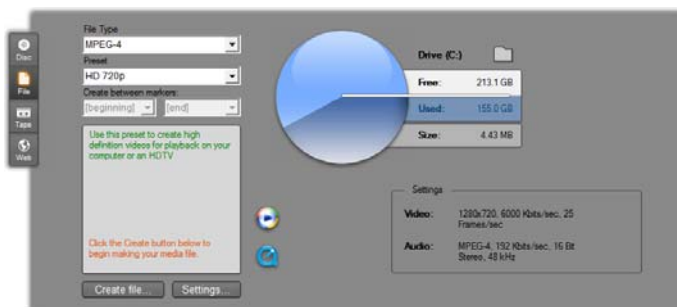 File Type
MPEG-4
Preset
HD 720p
Create between markers:
[beginning] [end]
Use this preset to create high
definition videos for playback on your
computer or an HDTV
Click the Create button below to
begin making your media file.
Create file... Settings...
Disc
File
Tape
Web
Drive (C:)
Free: 213.1 GB
Used: 155.0 GB
Size: 4.43 MB
Settings
Video: 1280x720, 6000 Kbits/sec, 25
Frames/sec
Audio: MPEG-4, 192 Kbits/sec, 16 Bit
Stereo, 48 kHz